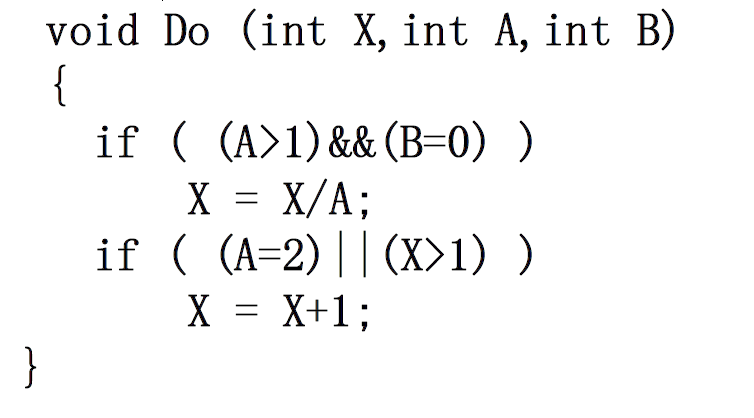 void Do (int X,int A,int B)
{
if ( (A>1)&&(B=0) )
X = X/A;
if ( (A=2)||(X>1) )
X = X+1;
}